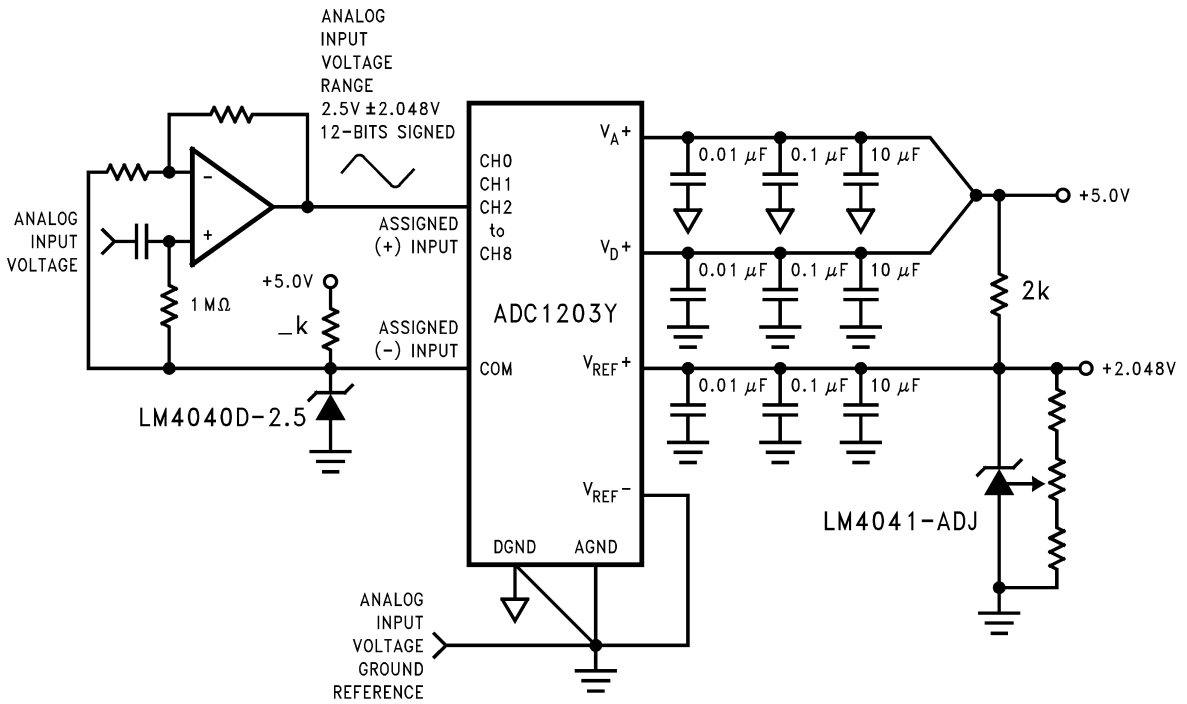 ANALOG
INPUT
VOLTAGE
RANGE
2.5V ±2.048V
12-BITS SIGNED
ANALOG
INPUT
VOLTAGE
−
+
1 MΩ
+5.0V
_k
LM4040D-2.5
ASSIGNED
(+) INPUT
ASSIGNED
(-) INPUT
CH0
CH1
CH2
to
CH8
COM
ADC1203Y
VA+
VD+
VREF+
VREF-
DGND
AGND
0.01 μF 0.1 μF 10 μF
0.01 μF 0.1 μF 10 μF
0.01 μF 0.1 μF 10 μF
+5.0V
2k
+2.048V
LM4041-ADJ
ANALOG
INPUT
VOLTAGE
GROUND
REFERENCE